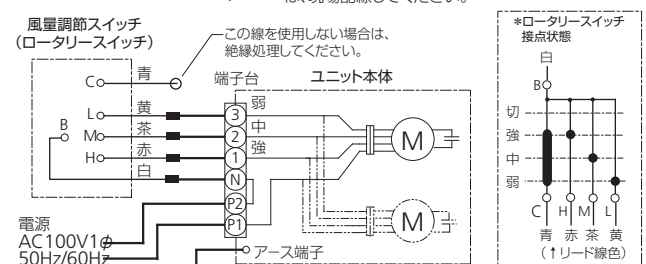 は、現場配線してください。
風量調節スイッチ
(ロータリースイッチ)
この線を使用しない場合は、
絶縁処理してください。
C 青
端子台
ユニット本体
L 黄 3 弱
B M 茶 2 中
H 赤 1 強
白 N
P2
P1
M
M
電源
AC100V1φ
50Hz/60Hz
アース端子
*ロータリースイッチ
接点状態
白
B
切
強
中
弱
C H M L
青 赤 茶 黄
(↑リード線色)